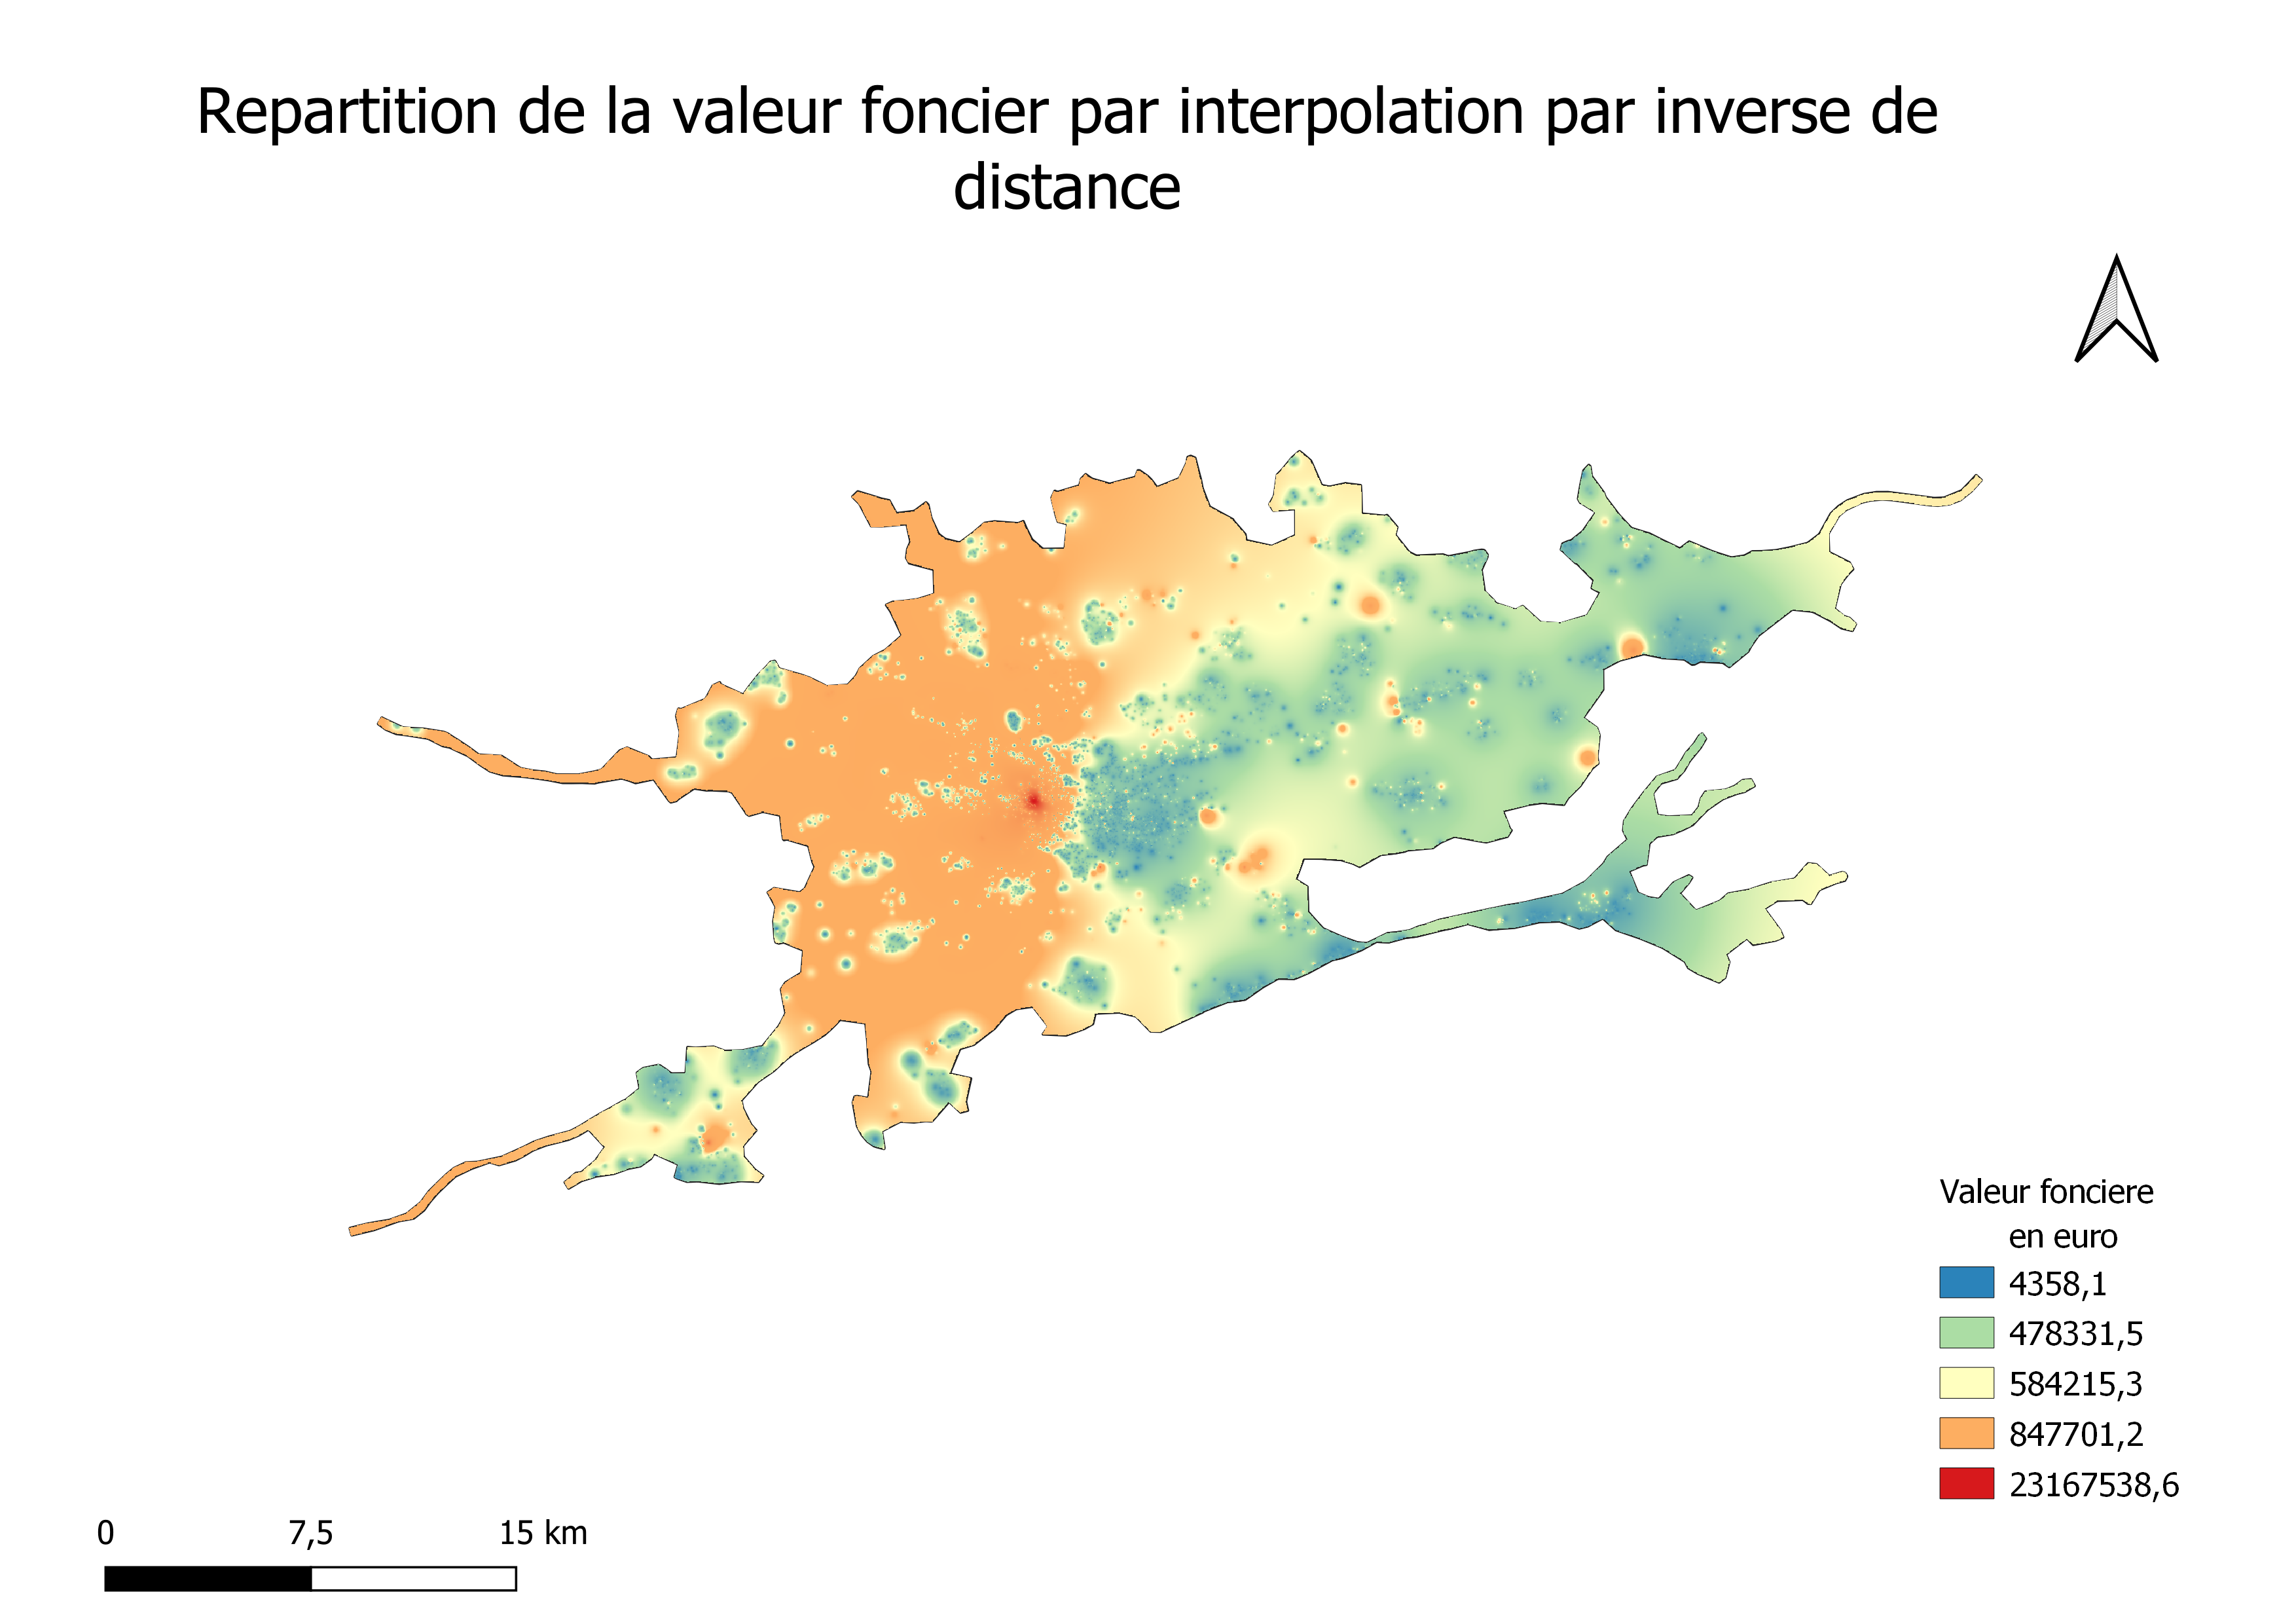 Repartition de la valeur foncier par interpolation par inverse de
distance
Valeur fonciere
en euro
4358,1
478331,5
584215,3
847701,2
23167538,6
0 7,5 15 km